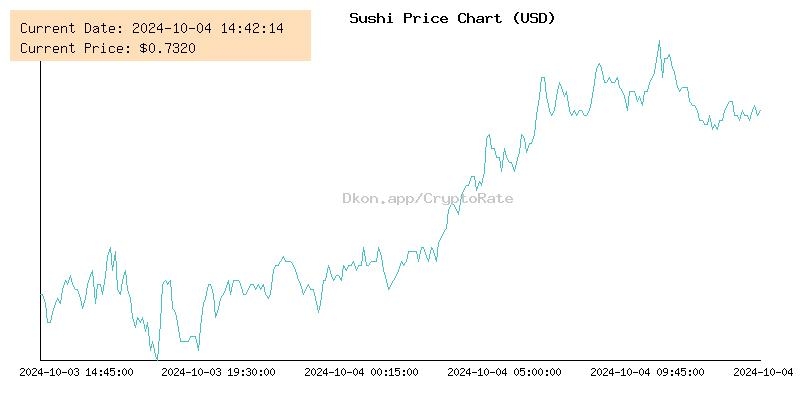 Sushi Price Chart (USD)
Current Date: 2024-10-04 14:42:14
Current Price: $0.7320
Dkon.app/CryptoRate
2024-10-03 14:45:00 2024-10-03 19:30:00 2024-10-04 00:15:00 2024-10-04 05:00:00 2024-10-04 09:45:00 2024-10-04